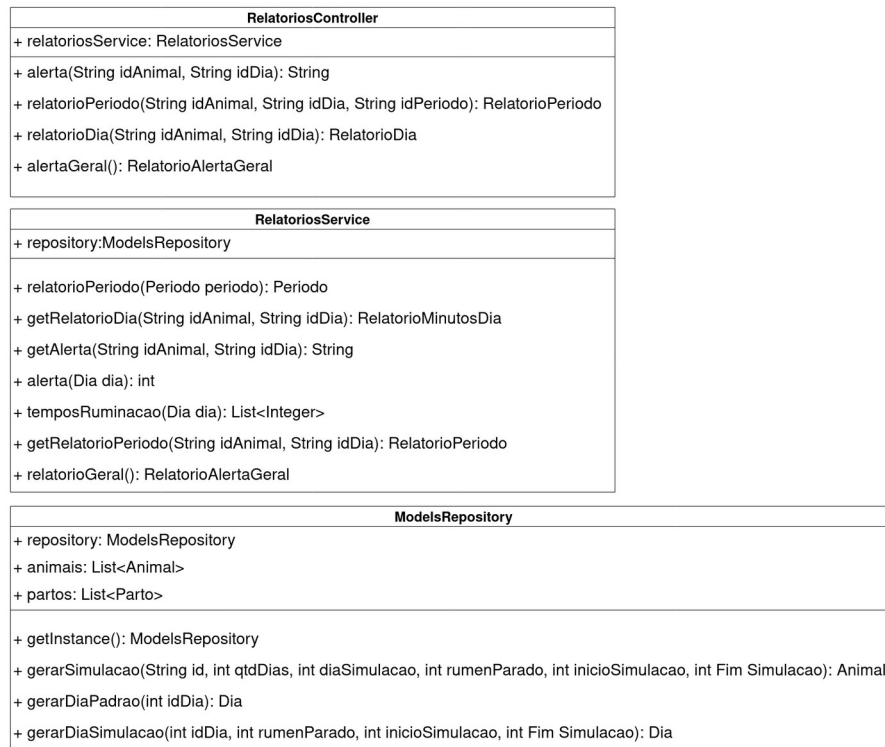 RelatoriosController
+ relatoriosService: RelatoriosService
+ alerta(String idAnimal, String idDia): String
+ relatorioPeriodo(String idAnimal, String idDia, String idPeriodo): RelatorioPeriodo
+ relatorioDia(String idAnimal, String idDia): RelatorioDia
+ alertaGeral(): RelatorioAlertaGeral
RelatoriosService
+ repository:ModelsRepository
+ relatorioPeriodo(Periodo periodo): Periodo
+ getRelatorioDia(String idAnimal, String idDia): RelatorioMinutosDia
+ getAlerta(String idAnimal, String idDia): String
+ alerta(Dia dia): int
+ temposRuminacao(Dia dia): List<Integer>
+ getRelatorioPeriodo(String idAnimal, String idDia): RelatorioPeriodo
+ relatorioGeral(): RelatorioAlertaGeral
ModelsRepository
+ repository: ModelsRepository
+ animais: List<Animal>
+ partos: List<Parto>
+ getInstance(): ModelsRepository
+ gerarSimulacao(String id, int qtdDias, int diaSimulacao, int rumenParado, int inicioSimulacao, int Fim Simulacao): Animal
+ gerarDiaPadrao(int idDia): Dia
+ gerarDiaSimulacao(int idDia, int rumenParado, int inicioSimulacao, int Fim Simulacao): Dia